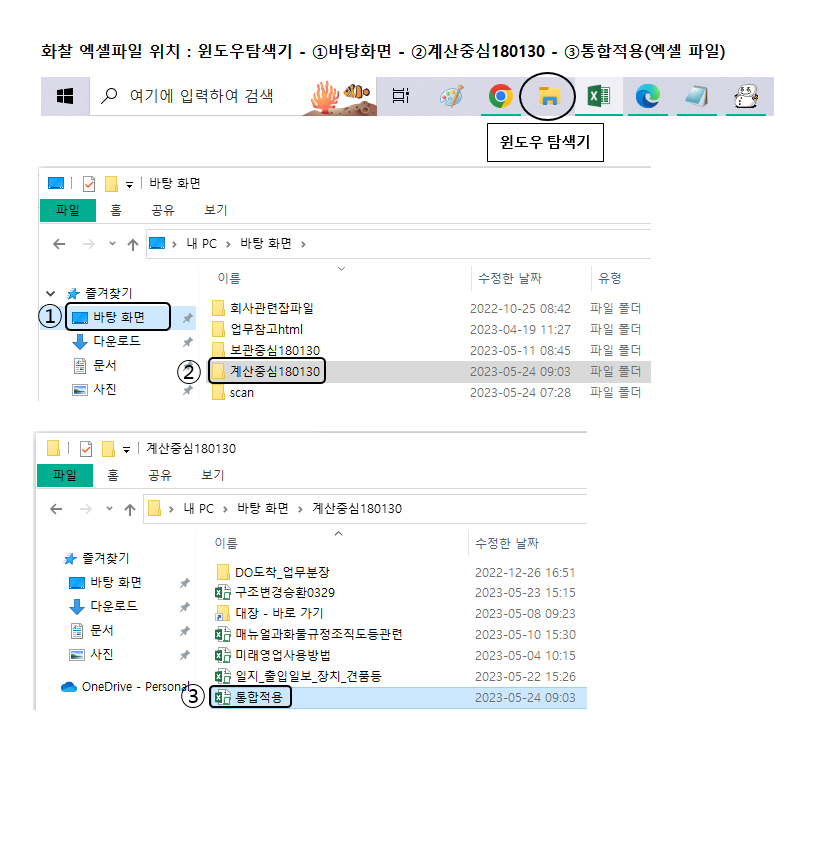 화찰 엑셀파일 위치 : 윈도우탐색기 - ①바탕화면 - ②계산중심180130 - ③통합적용(엑셀 파일)
여기에 입력하여 검색
윈도우 탐색기
바탕 화면
파일 홈 공유 보기
내 PC > 바탕 화면 >
이름 수정한 날짜 유형
즐겨찾기
회사관련잡파일 2022-10-25 08:42 파일 폴더
① 바탕 화면
업무참고html 2023-04-19 11:27 파일 폴더
다운로드
보관중심180130 2023-05-11 08:45 파일 폴더
문서
② 계산중심180130 2023-05-24 09:03 파일 폴더
사진
scan 2023-05-24 07:28 파일 폴더
계산중심180130
파일 홈 공유 보기
내 PC > 바탕 화면 > 계산중심180130
이름 수정한 날짜
즐겨찾기
DO도착_업무분장 2022-12-26 16:51
바탕 화면
구조변경승환0329 2023-05-23 15:15
다운로드
대장 - 바로 가기 2023-05-08 09:23
문서
매뉴얼과화물규정조직도등관련 2023-05-10 15:30
사진
미래영업사용방법 2023-05-04 10:15
일지_출입일보_장치_견품등 2023-05-22 15:26
OneDrive - Personal
③ 통합적용 2023-05-24 09:03